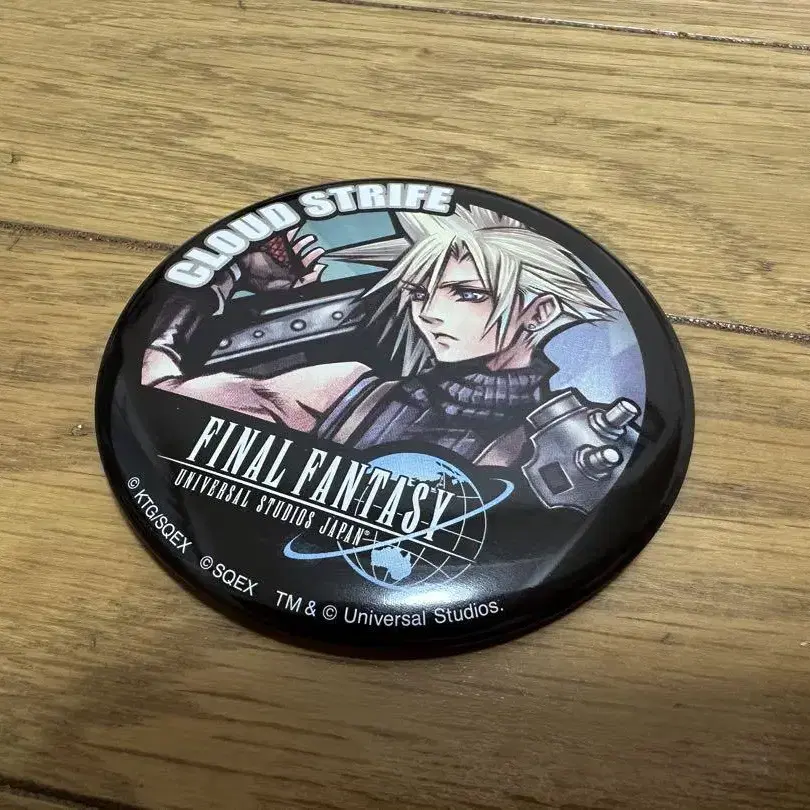 CLOUD STRIFE
FINAL FANTASY
UNIVERSAL STUDIOS JAPAN®
© KTG/SQEX © SQEX TM & © Universal Studios.